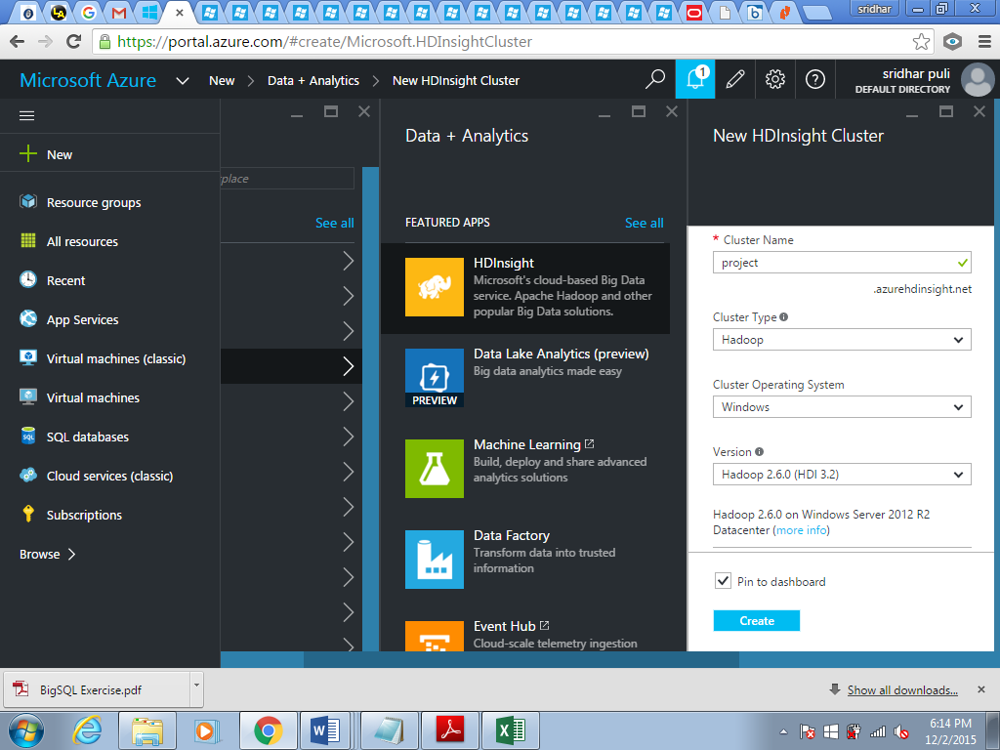 sridhar
https://portal.azure.com/#create/Microsoft.HDInsightCluster
Microsoft Azure
New
Data + Analytics
New HDInsight Cluster
1
sridhar puli
DEFAULT DIRECTORY
New
Resource groups
All resources
Recent
App Services
Virtual machines (classic)
Virtual machines
SQL
SQL databases
Cloud services (classic)
Subscriptions
Browse
place
See all
Data + Analytics
FEATURED APPS
See all
HDInsight
Microsoft's cloud-based Big Data
service. Apache Hadoop and other
popular Big Data solutions.
Data Lake Analytics (preview)
Big data analytics made easy
PREVIEW
Machine Learning
Build, deploy and share advanced
analytics solutions
Data Factory
Transform data into trusted
information
Event Hub
Cloud-scale telemetry ingestion
New HDInsight Cluster
* Cluster Name
project
.azurehdinsight.net
Cluster Type
Hadoop
Cluster Operating System
Windows
Version
Hadoop 2.6.0 (HDI 3.2)
Hadoop 2.6.0 on Windows Server 2012 R2
Datacenter (more info)
Pin to dashboard
Create
BigSQL Exercise.pdf
Show all downloads...
6:14 PM
12/2/2015